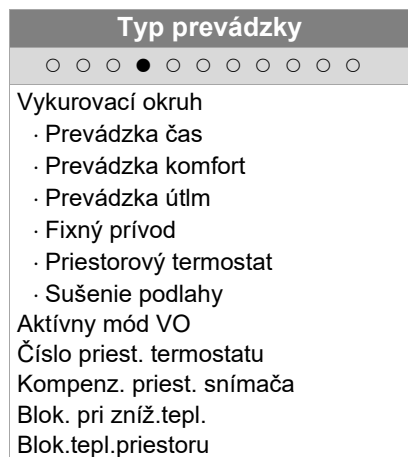 Typ prevádzky
Vykurovací okruh
· Prevádzka čas
· Prevádzka komfort
· Prevádzka útlm
· Fixný prívod
· Priestorový termostat
· Sušenie podlahy
Aktívny mód VO
Číslo priest. termostatu
Kompenz. priest. snímača
Blok. pri zníž.tepl.
Blok.tepl.priestoru